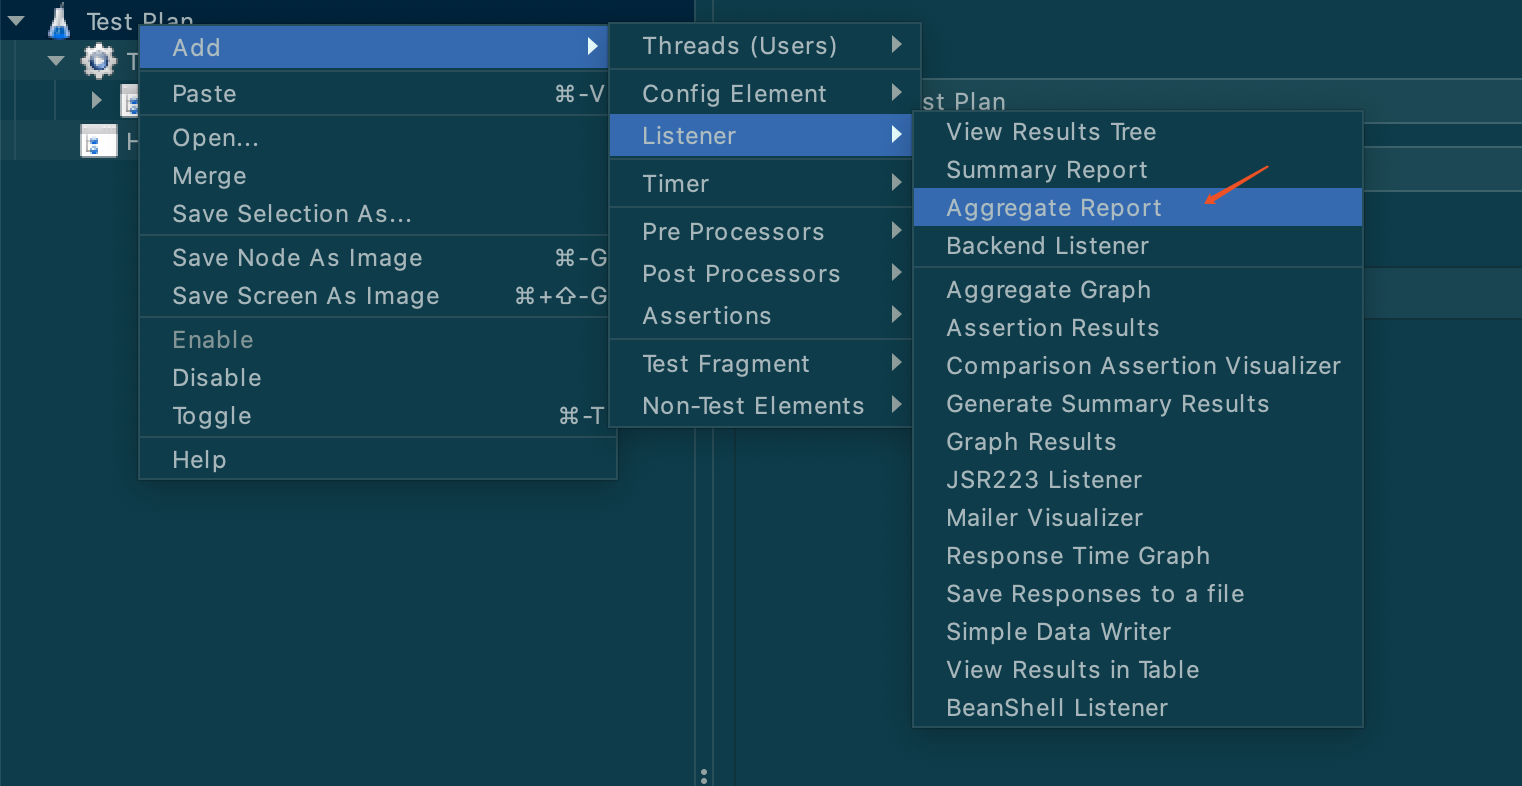 Test Plan
Add
Paste ⌘-V
Open...
Merge
Save Selection As...
Save Node As Image ⌘-G
Save Screen As Image ⌘+⇧-G
Enable
Disable
Toggle ⌘-T
Help
Threads (Users)
Config Element
Listener
Timer
Pre Processors
Post Processors
Assertions
Test Fragment
Non-Test Elements
st Plan
View Results Tree
Summary Report
Aggregate Report
Backend Listener
Aggregate Graph
Assertion Results
Comparison Assertion Visualizer
Generate Summary Results
Graph Results
JSR223 Listener
Mailer Visualizer
Response Time Graph
Save Responses to a file
Simple Data Writer
View Results in Table
BeanShell Listener